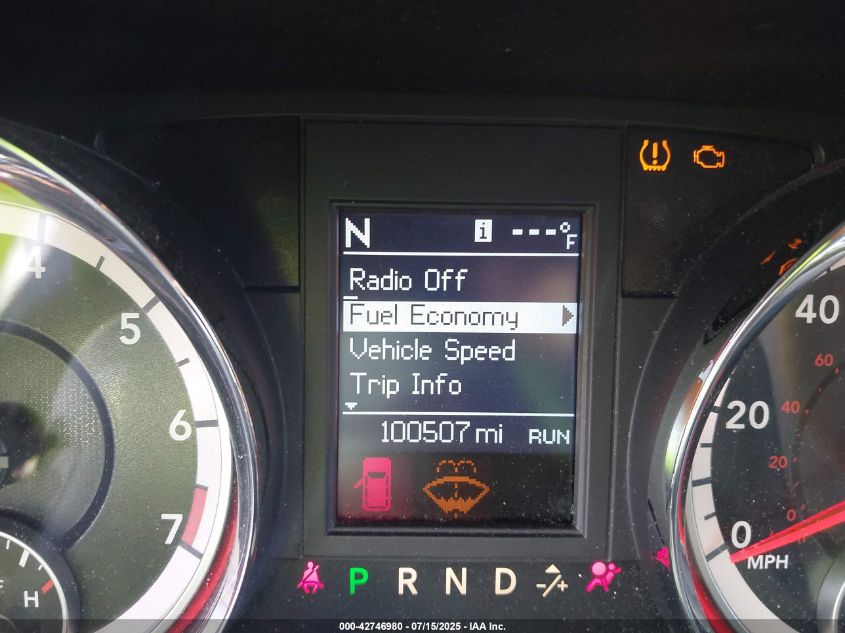 N i ---°F
Radio Off
Fuel Economy
Vehicle Speed
Trip Info
100507 mi RUN
P R N D -/+
4
5
6
7
H
40
20
0
MPH
60
40
20
0
000-42746980 - 07/15/2025 - IAA Inc.